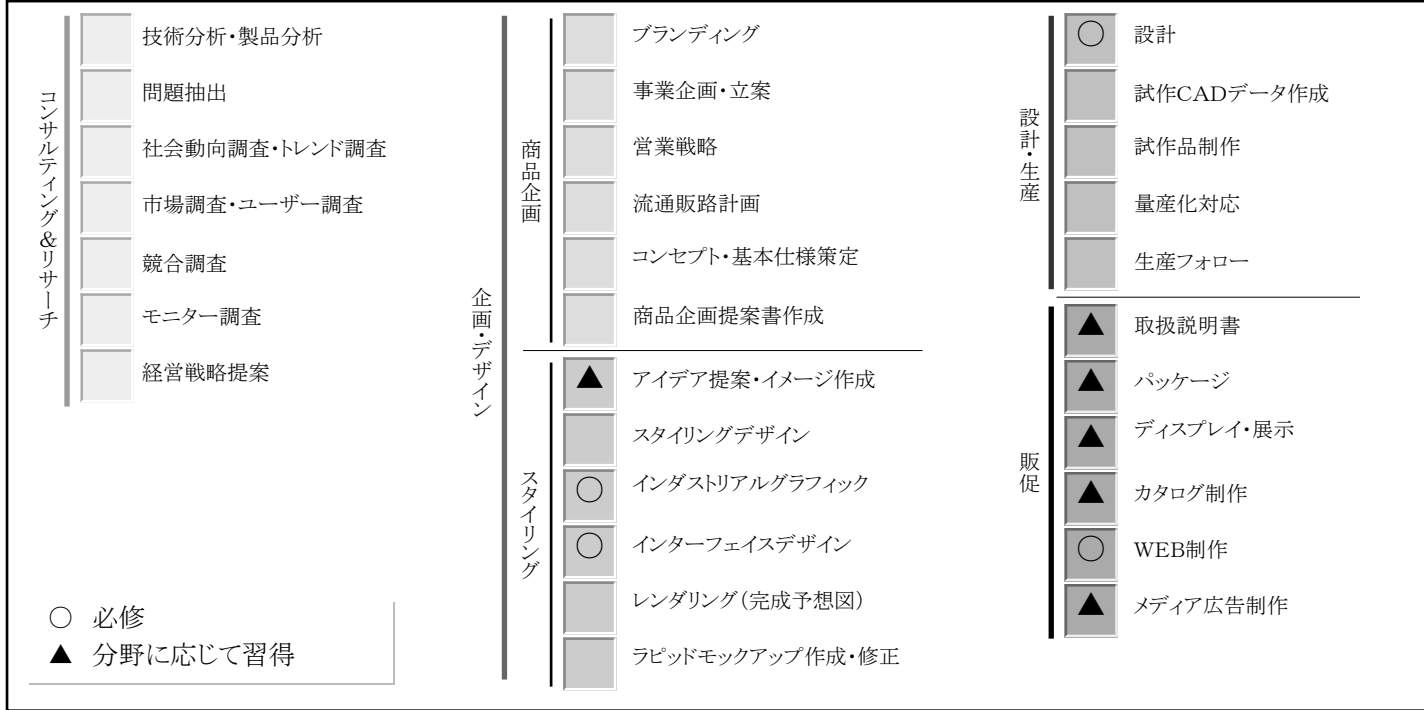 コンサルティング&リサーチ
技術分析・製品分析
問題抽出
社会動向調査・トレンド調査
市場調査・ユーザー調査
競合調査
モニター調査
経営戦略提案
企画・デザイン
商品企画
ブランディング
事業企画・立案
営業戦略
流通販路計画
コンセプト・基本仕様策定
商品企画提案書作成
スタイリング
▲ アイデア提案・イメージ作成
スタイリングデザイン
○ インダストリアルグラフィック
○ インターフェイスデザイン
レンダリング(完成予想図)
ラピッドモックアップ作成・修正
設計・生産
○ 設計
試作CADデータ作成
試作品制作
量産化対応
生産フォロー
販促
▲ 取扱説明書
▲ パッケージ
▲ ディスプレイ・展示
▲ カタログ制作
○ WEB制作
▲ メディア広告制作
○ 必修
▲ 分野に応じて習得